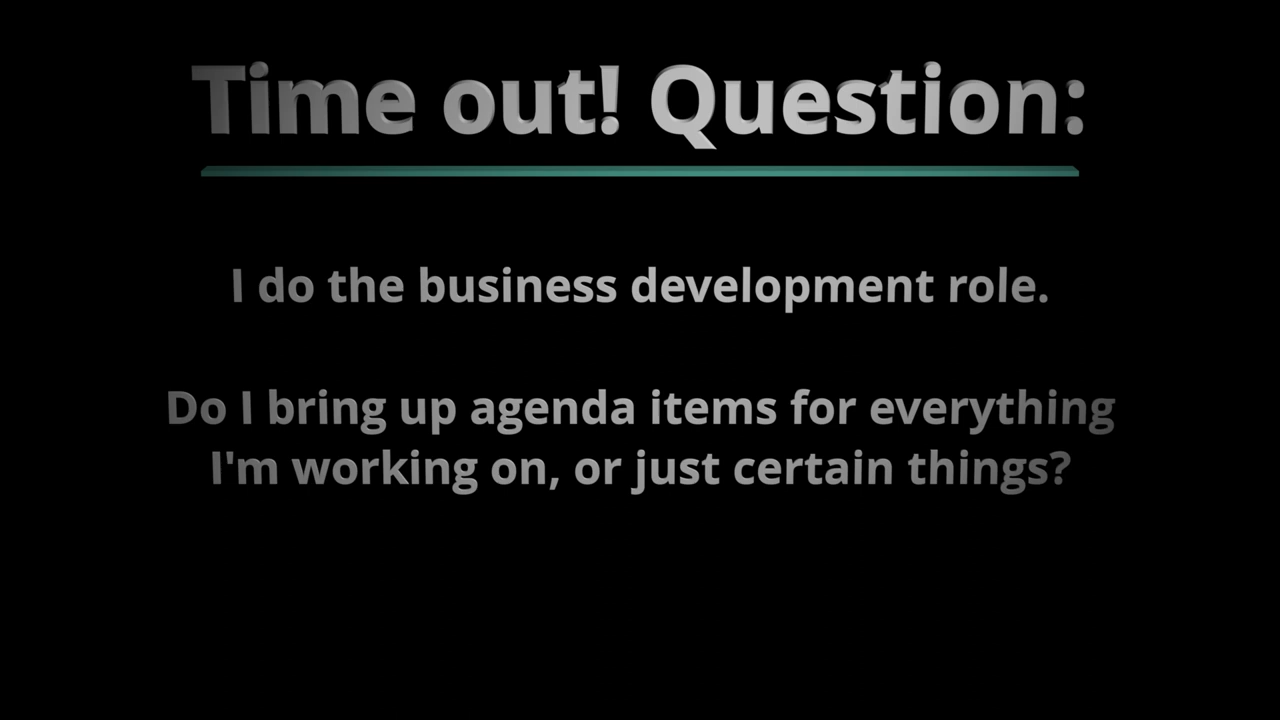 Time out! Question:
I do the business development role.
Do I bring up agenda items for everything
I'm working on, or just certain things?